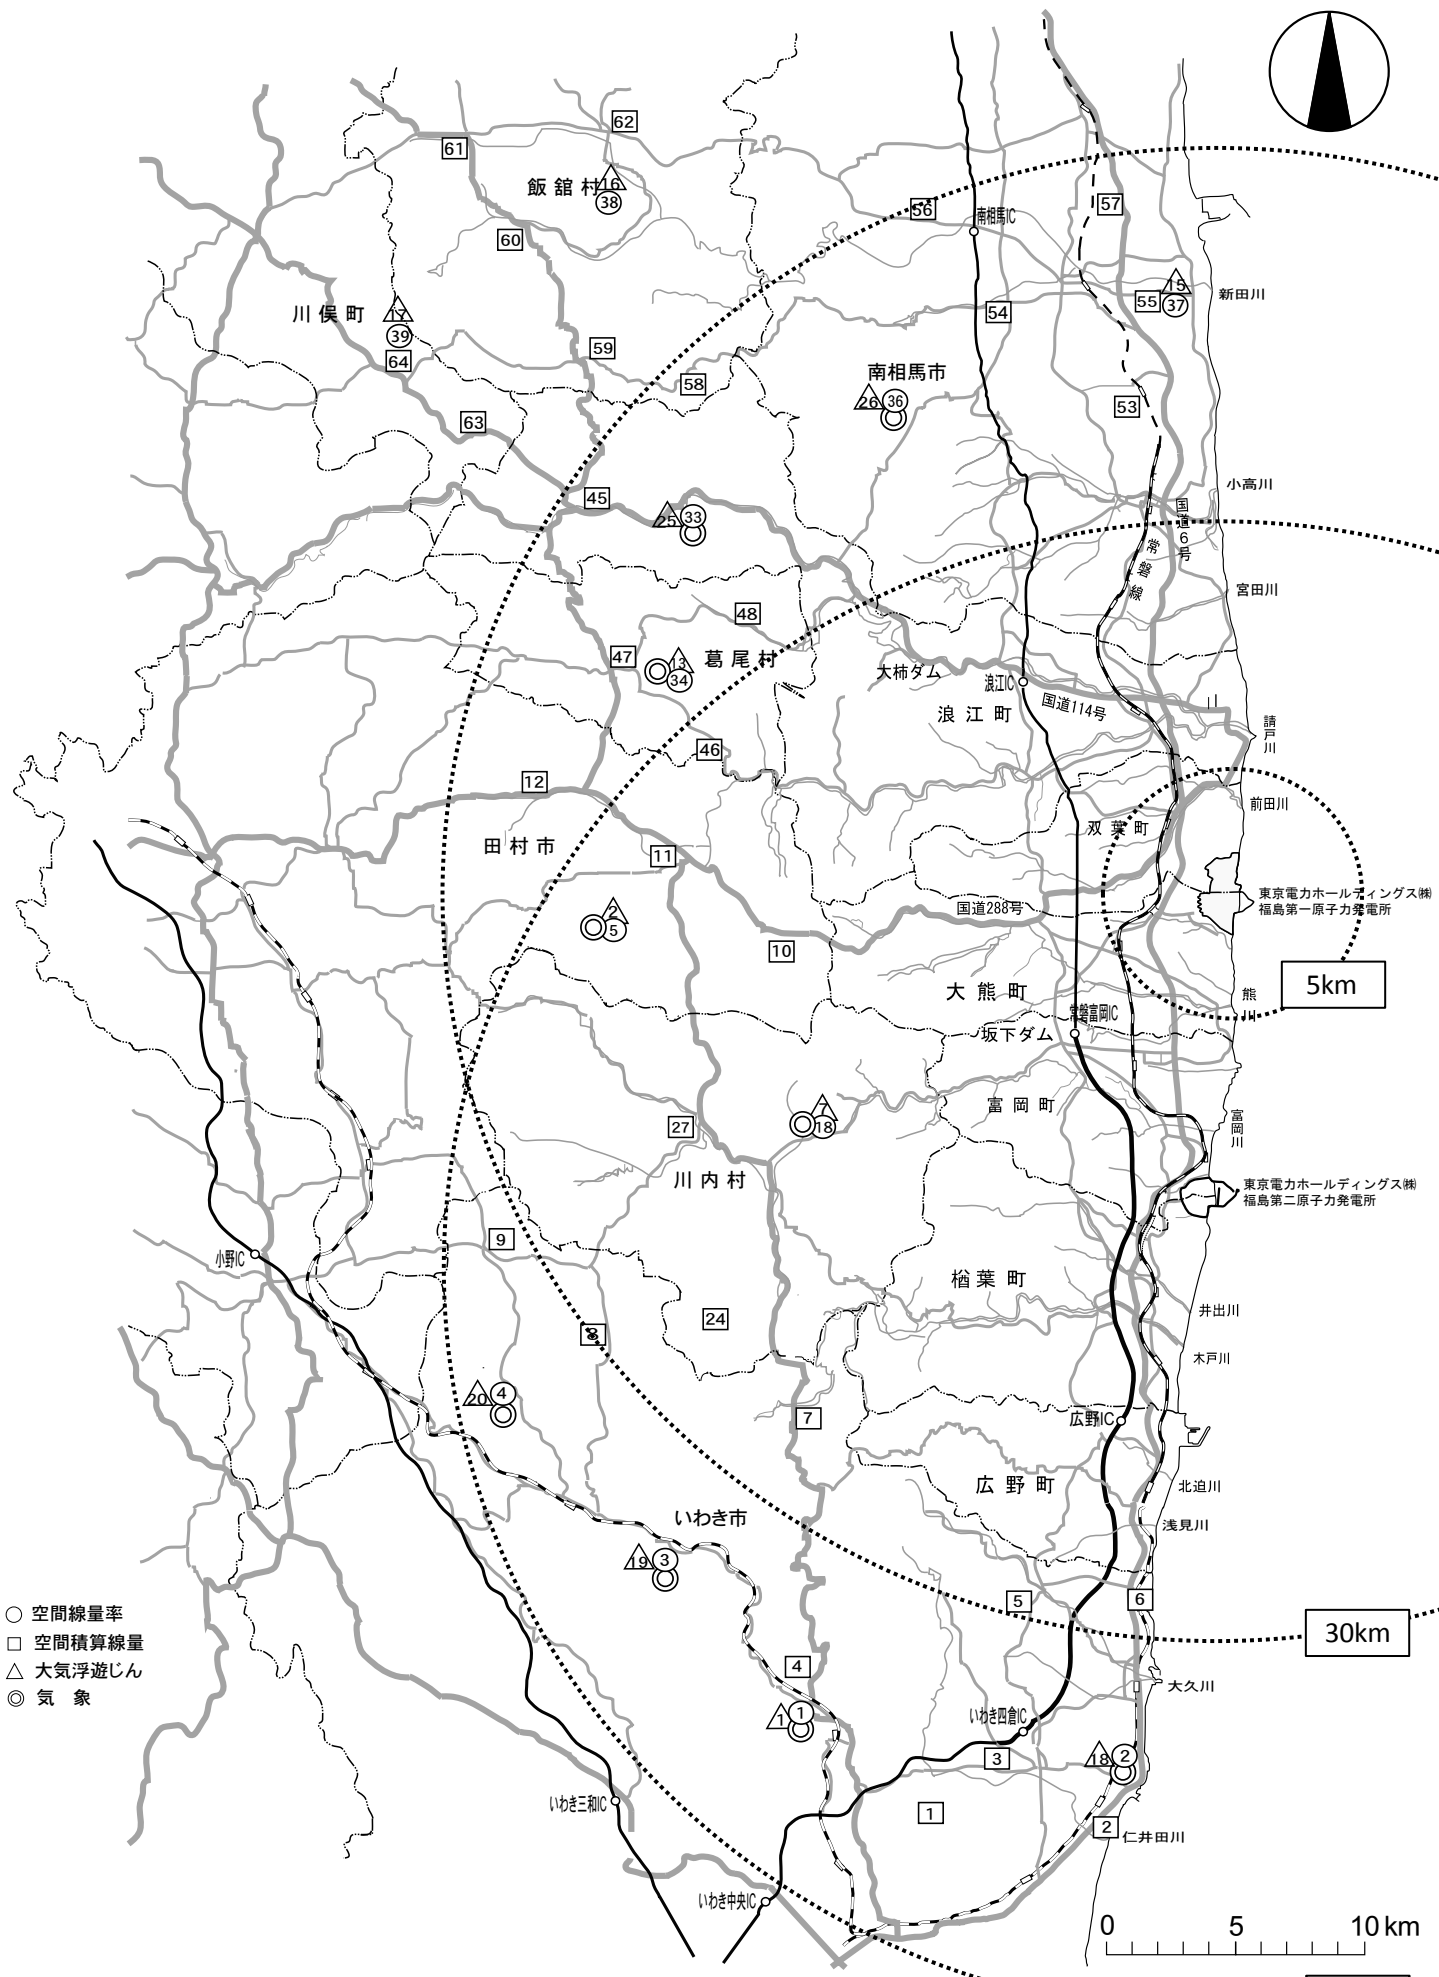 62
61
飯舘村
16
38
57
56
南相馬IC
60
15
55
37
新田川
川俣町
17
39
54
59
64
58
南相馬市
26
36
53
63
小高川
45
25
33
国道6号
常磐線
宮田川
48
47
13
34
葛尾村
大柿ダム
浪江IC
国道114号
川
浪江町
請戸川
46
12
前田川
双葉町
田村市
11
東京電力ホールディングス㈱
福島第一原子力発電所
国道288号
2
5
10
5km
大熊町
熊川
常磐富岡IC
坂下ダム
富岡町
7
18
27
富岡川
川内村
東京電力ホールディングス㈱
福島第二原子力発電所
9
小野IC
楢葉町
井出川
24
8
木戸川
20
4
7
広野IC
広野町
北迫川
いわき市
浅見川
19
3
5
6
○ 空間線量率
30km
□ 空間積算線量
△ 大気浮遊じん
◎ 気 象
4
大久川
1
1
いわき四倉IC
3
18
2
いわき三和IC
1
2
仁井田川
いわき中央IC
0 5 10 km